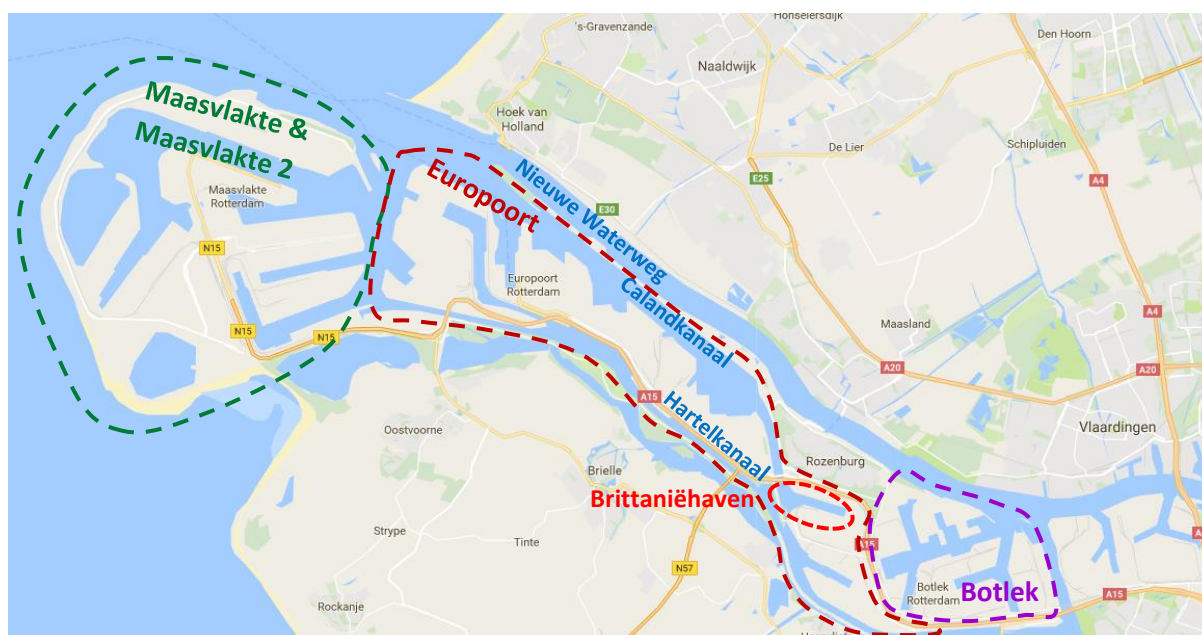 's-Gravenzande
Honselersdijk
Den Hoorn
Naaldwijk
Maasvlakte &
Maasvlakte 2
Hoek van
Holland
De Lier
Schipluiden
E25
A4
Europoort
Nieuwe Waterweg
Maasvlakte
Rotterdam
E30
N15
Europoort
Rotterdam
Calandkanaal
A4
Maasland
N15
N15
A20
A20
A15
Hartelkanaal
Oostvoorne
Vlaardingen
Rozenburg
Brielle
Brittaniëhaven
Strype
Tinte
A15
N57
Botlek
Rotterdam
Botlek
A15
Rockanje